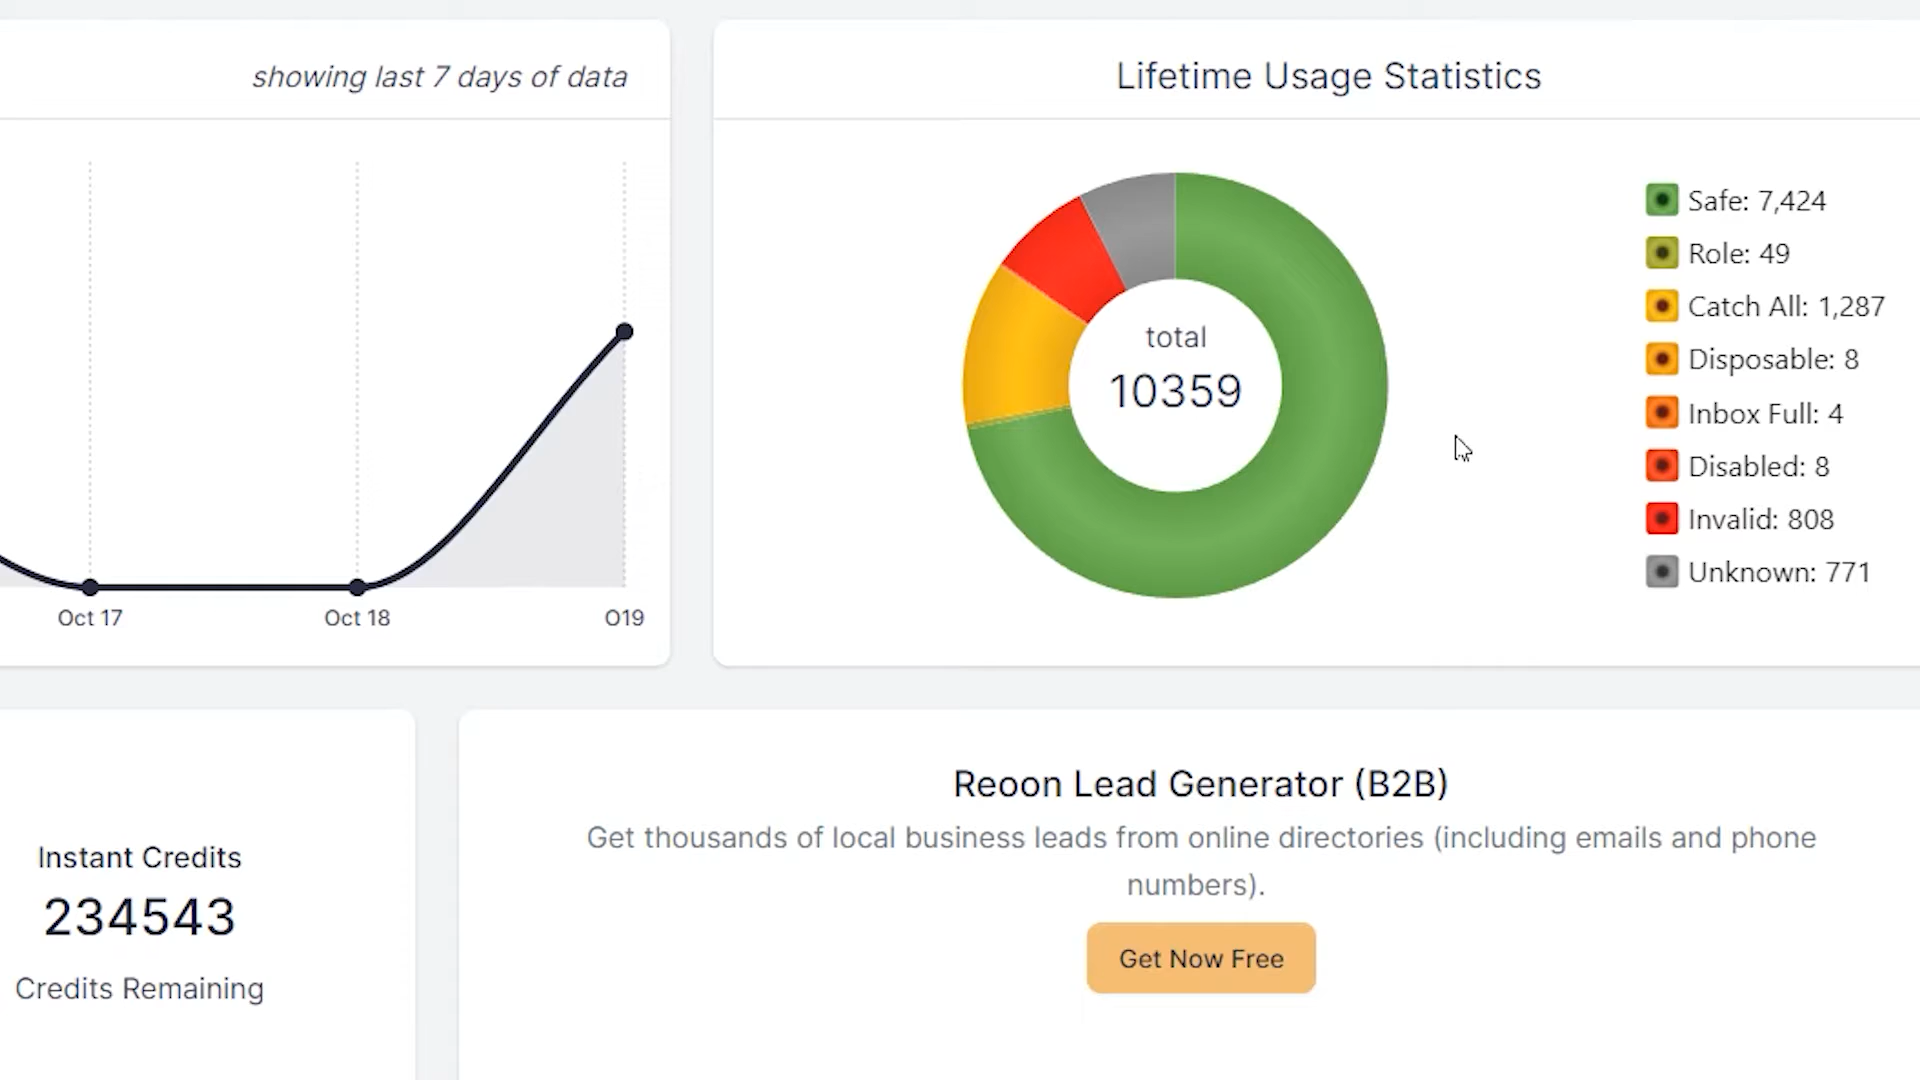 showing last 7 days of data
Oct 17
Oct 18
O19
Lifetime Usage Statistics
total
10359
Safe: 7,424
Role: 49
Catch All: 1,287
Disposable: 8
Inbox Full: 4
Disabled: 8
Invalid: 808
Unknown: 771
Instant Credits
234543
Credits Remaining
Reoon Lead Generator (B2B)
Get thousands of local business leads from online directories (including emails and phone
numbers).
Get Now Free